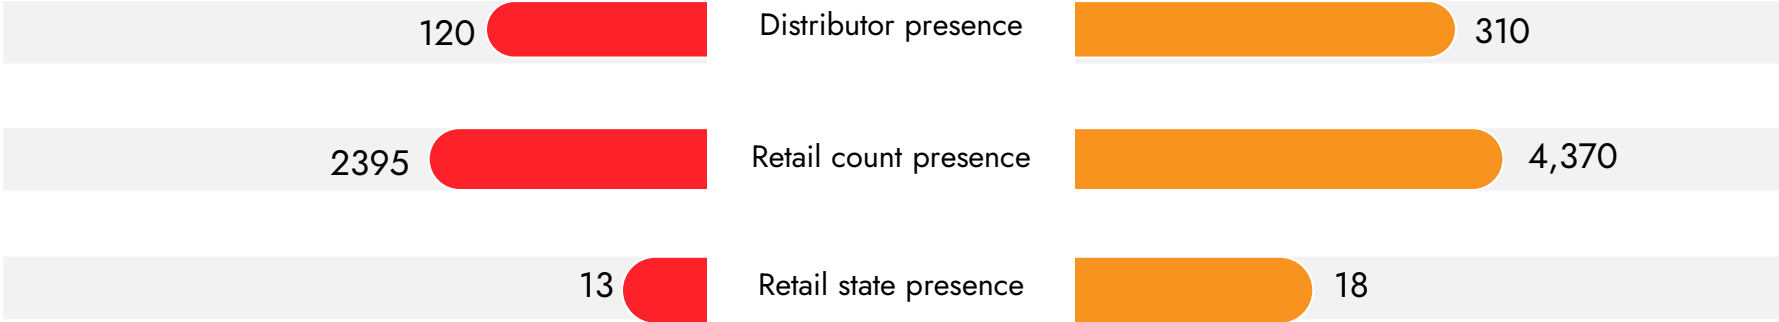 120 Distributor presence 310
2395 Retail count presence 4,370
13 Retail state presence 18